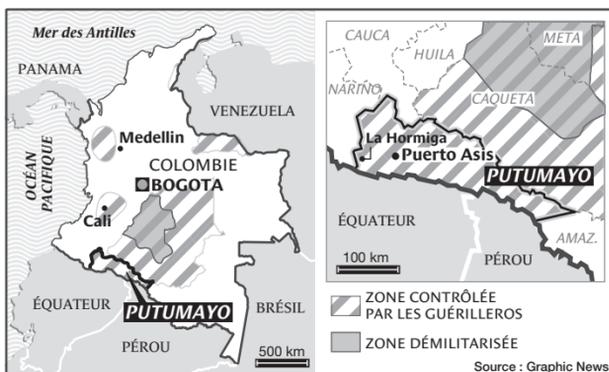 Mer des Antilles
PANAMA
VENEZUELA
OCÉAN
PACIFIQUE
Medellin
COLOMBIE
BOGOTA
Cali
ÉQUATEUR
PUTUMAYO
BRÉSIL
PÉROU
500 km
CAUCA
HUILA
META
NARINO
CAQUETA
La Hormiga
Puerto Asis
PUTUMAYO
ÉQUATEUR
AMAZ.
PÉROU
100 km
ZONE CONTRÔLÉE
PAR LES GUÉRILLEROS
ZONE DÉMILITARISÉE
Source : Graphic News